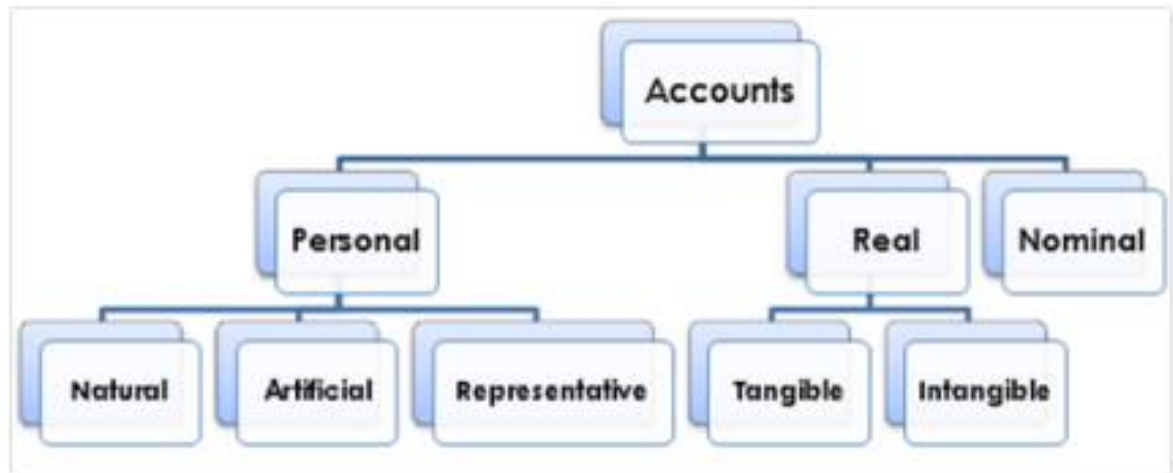 Accounts
Personal
Real
Nominal
Natural
Artificial
Representative
Tangible
Intangible